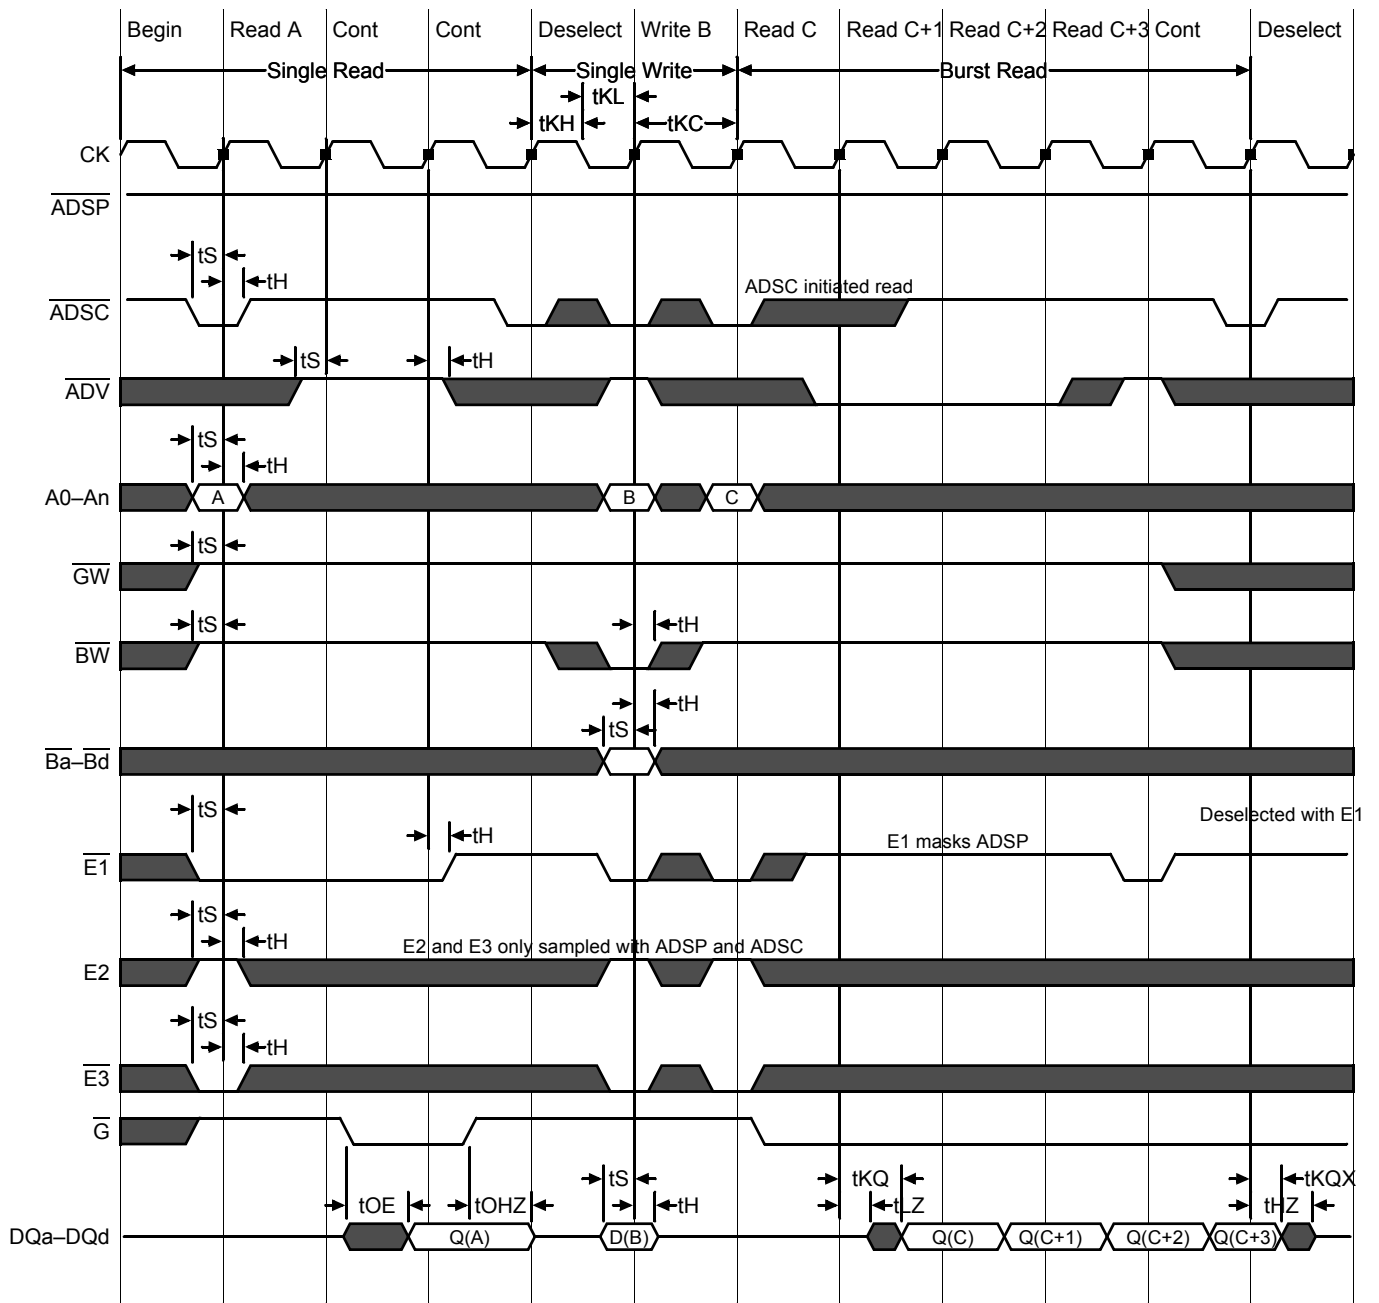 Begin Read A Cont Cont Deselect Write B Read C Read C+1 Read C+2 Read C+3 Cont Deselect
Single Read Single Write Burst Read
tKL
tKH tKC
CK
ADSP
tS
tH
ADSC initiated read
ADSC
tS tH
ADV
tS
tH
A0–An A B C
tS
GW
tS tH
BW
tH
tS
Ba–Bd
tS
Deselected with E1
tH E1 masks ADSP
E1
tS
tH E2 and E3 only sampled with ADSP and ADSC
E2
tS
tH
E3
G
tS tKQ tKQX
tOE tOHZ tH tLZ tHZ
DQa–DQd Q(A) D(B) Q(C) Q(C+1) Q(C+2) Q(C+3)